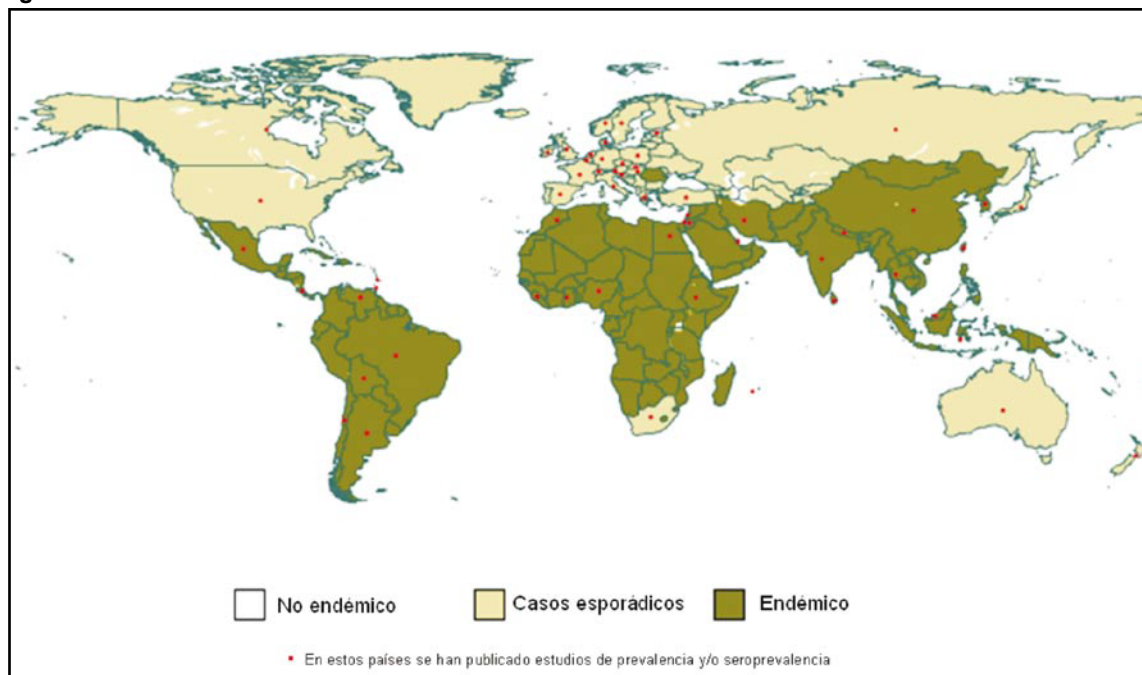 No endémico
Casos esporádicos
Endémico
En estos países se han publicado estudios de prevalencia y/o seroprevalencia